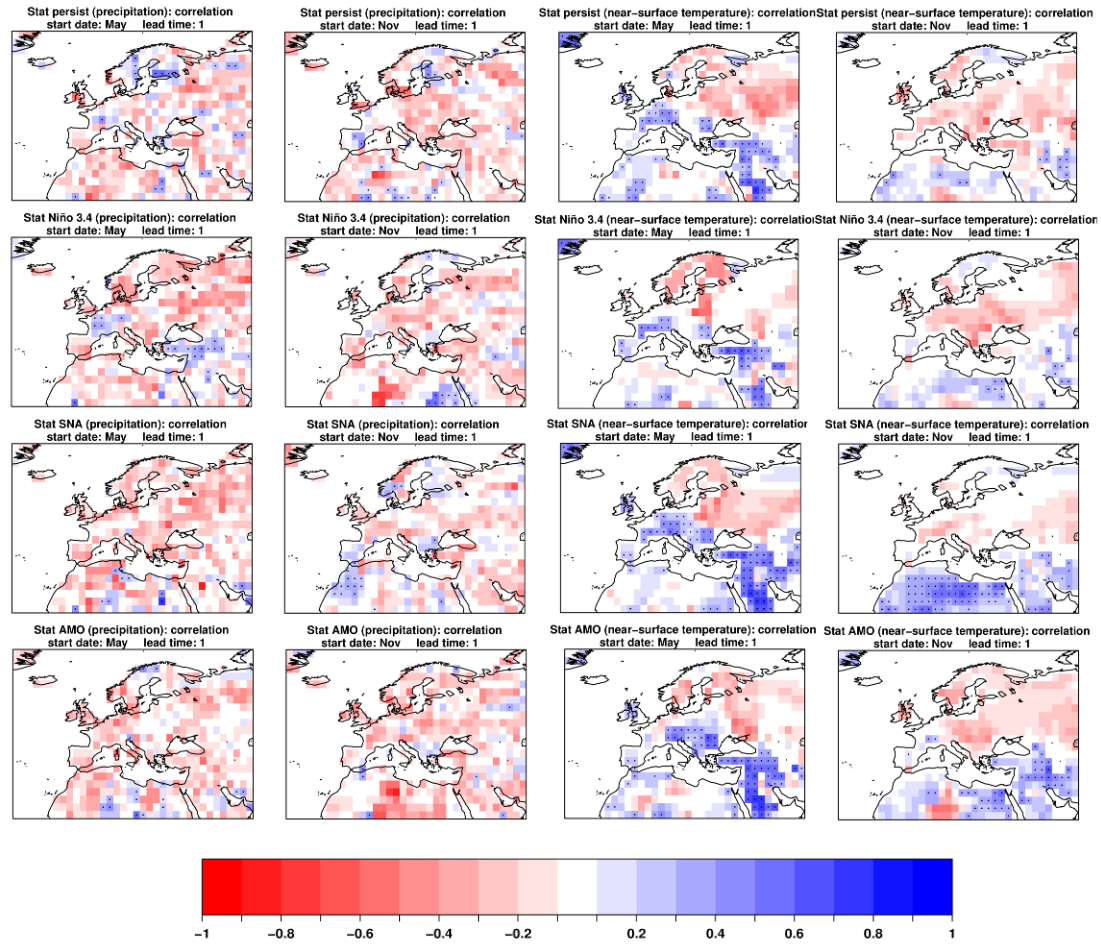 Stat persist (precipitation): correlation
start date: May lead time: 1
Stat persist (precipitation): correlation
start date: Nov lead time: 1
Stat persist (near-surface temperature): correlation
start date: May lead time: 1
Stat persist (near-surface temperature): correlation
start date: Nov lead time: 1
Stat Niño 3.4 (precipitation): correlation
start date: May lead time: 1
Stat Niño 3.4 (precipitation): correlation
start date: Nov lead time: 1
Stat Niño 3.4 (near-surface temperature): correlatio
start date: May lead time: 1
Stat Niño 3.4 (near-surface temperature): correlation
start date: Nov lead time: 1
Stat SNA (precipitation): correlation
start date: May lead time: 1
Stat SNA (precipitation): correlation
start date: Nov lead time: 1
Stat SNA (near-surface temperature): correlation
start date: May lead time: 1
Stat SNA (near-surface temperature): correlation
start date: Nov lead time: 1
Stat AMO (precipitation): correlation
start date: May lead time: 1
Stat AMO (precipitation): correlation
start date: Nov lead time: 1
Stat AMO (near-surface temperature): correlation
start date: May lead time: 1
Stat AMO (near-surface temperature): correlation
start date: Nov lead time: 1
-1 -0.8 -0.6 -0.4 -0.2 0.2 0.4 0.6 0.8 1